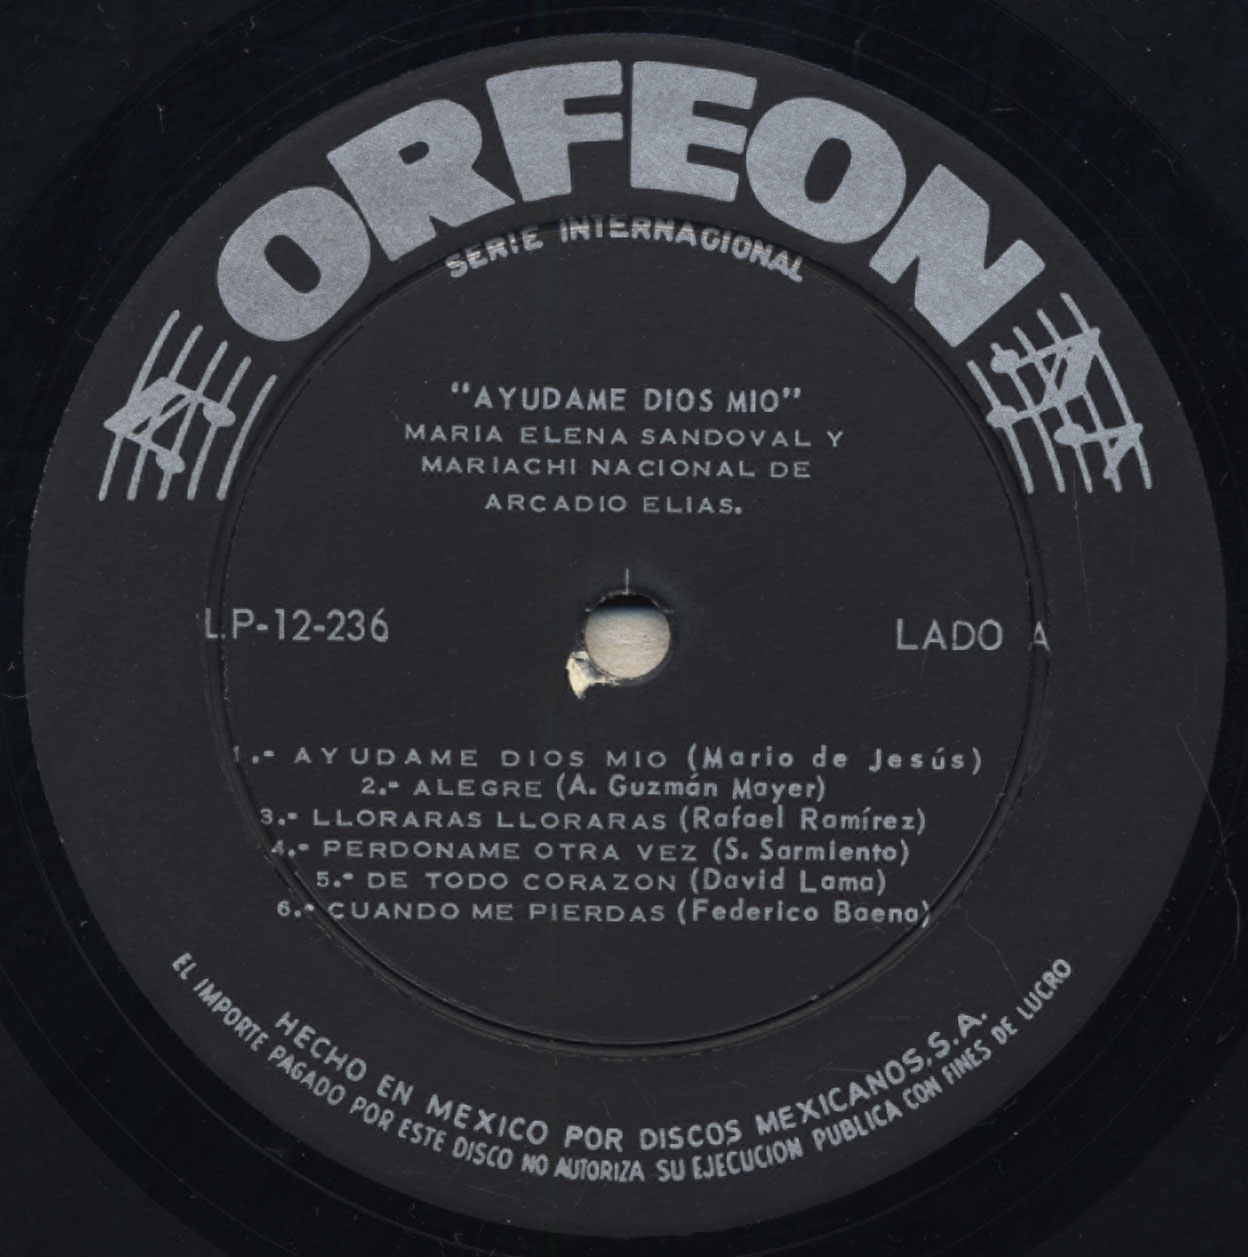 ORFEON
SERIE INTERNACIONAL
"AYUDAME DIOS MIO"
MARIA ELENA SANDOVAL Y
MARIACHI NACIONAL DE
ARCADIO ELIAS.
LP-12-236
LADO A
1.- AYUDAME DIOS MIO (Mario de Jesús)
2.- ALEGRE (A. Guzmán Mayer)
3.- LLORARAS LLORARAS (Rafael Ramírez)
4.- PERDONAME OTRA VEZ (S. Sarmiento)
5.- DE TODO CORAZON (David Lama)
6.- CUANDO ME PIERDAS (Federico Baena)
HECHO EN MEXICO POR DISCOS MEXICANOS, S.A.
EL IMPORTE PAGADO POR ESTE DISCO NO AUTORIZA SU EJECUCION PUBLICA CON FINES DE LUCRO